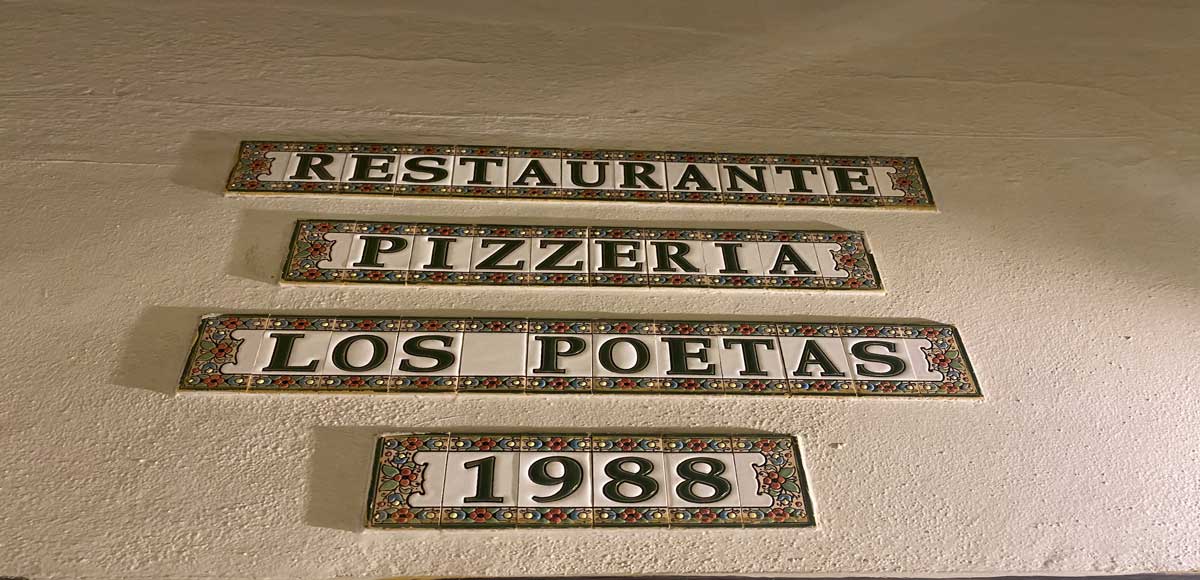 RESTAURANTE
PIZZERIA
LOS POETAS
1988